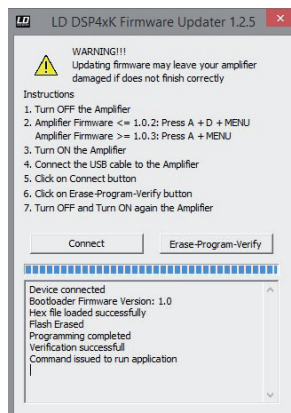 LD DSP4xK Firmware Updater 1.2.5
WARNING!!!
Updating firmware may leave your amplifier
damaged if does not finish correctly
Instructions
1. Turn OFF the Amplifier
2. Amplifier Firmware <= 1.0.2: Press A + D + MENU
Amplifier Firmware >= 1.0.3: Press A + MENU
3. Turn ON the Amplifier
4. Connect the USB cable to the Amplifier
5. Click on Connect button
6. Click on Erase-Program-Verify button
7. Turn OFF and Turn ON again the Amplifier
Connect Erase-Program-Verify
Device connected
Bootloader Firmware Version: 1.0
Hex file loaded successfully
Flash Erased
Programming completed
Verification successfull
Command issued to run application